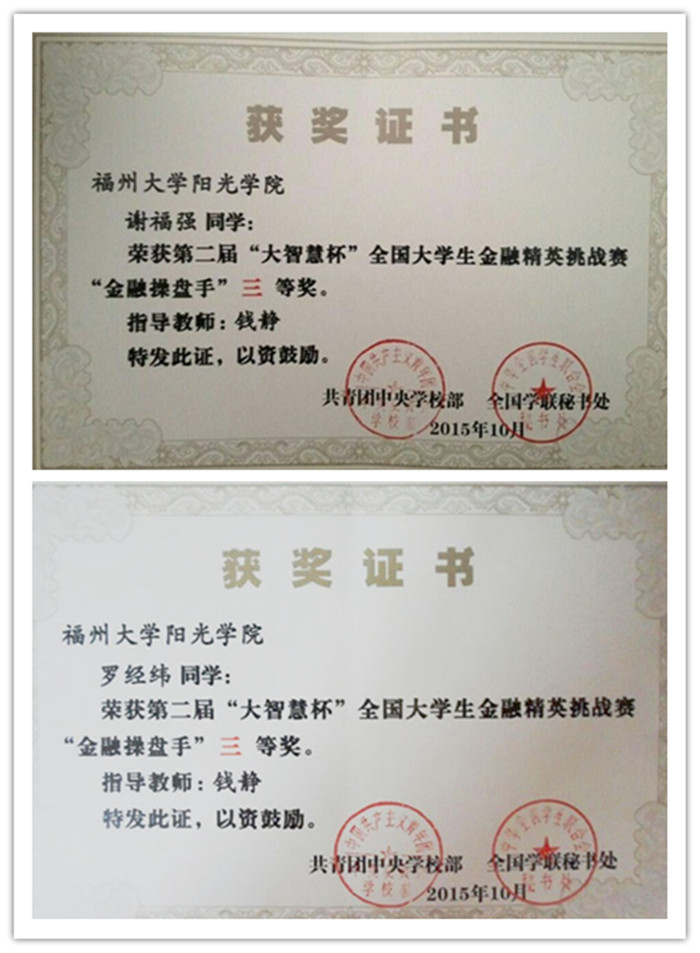 获奖证书
福州大学阳光学院
谢福强 同学：
荣获第二届“大智慧杯”全国大学生金融精英挑战赛
“金融操盘手” 三 等奖。
指导教师：钱静
特发此证，以资鼓励。
共青团中央学校部 全国学联秘书处
2015年10月
获奖证书
福州大学阳光学院
罗经纬 同学：
荣获第二届“大智慧杯”全国大学生金融精英挑战赛
“金融操盘手” 三 等奖。
指导教师：钱静
特发此证，以资鼓励。
共青团中央学校部 全国学联秘书处
2015年10月